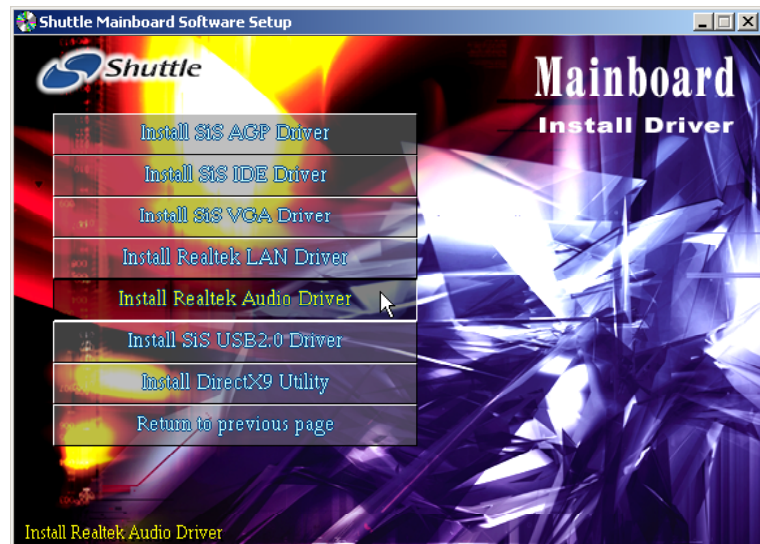 Shuttle Mainboard Software Setup
Shuttle
Mainboard
Install Driver
Install SiS AGP Driver
Install SiS IDE Driver
Install SiS VGA Driver
Install Realtek LAN Driver
Install Realtek Audio Driver
Install SiS USB2.0 Driver
Install DirectX9 Utility
Return to previous page
Install Realtek Audio Driver